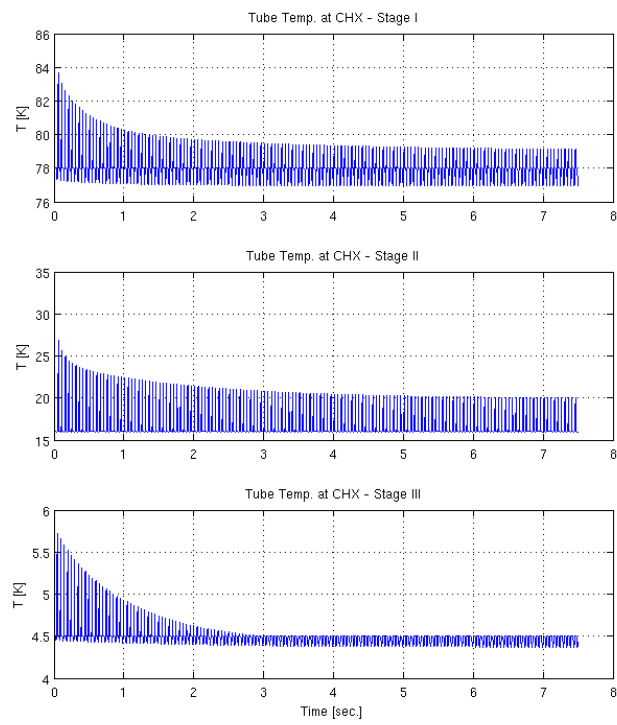 Tube Temp. at CHX - Stage I
86
84
82
80
78
76
T [K]
0 1 2 3 4 5 6 7 8
Tube Temp. at CHX - Stage II
35
30
25
20
15
T [K]
0 1 2 3 4 5 6 7 8
Tube Temp. at CHX - Stage III
6
5.5
5
4.5
4
T [K]
0 1 2 3 4 5 6 7 8
Time [sec.]